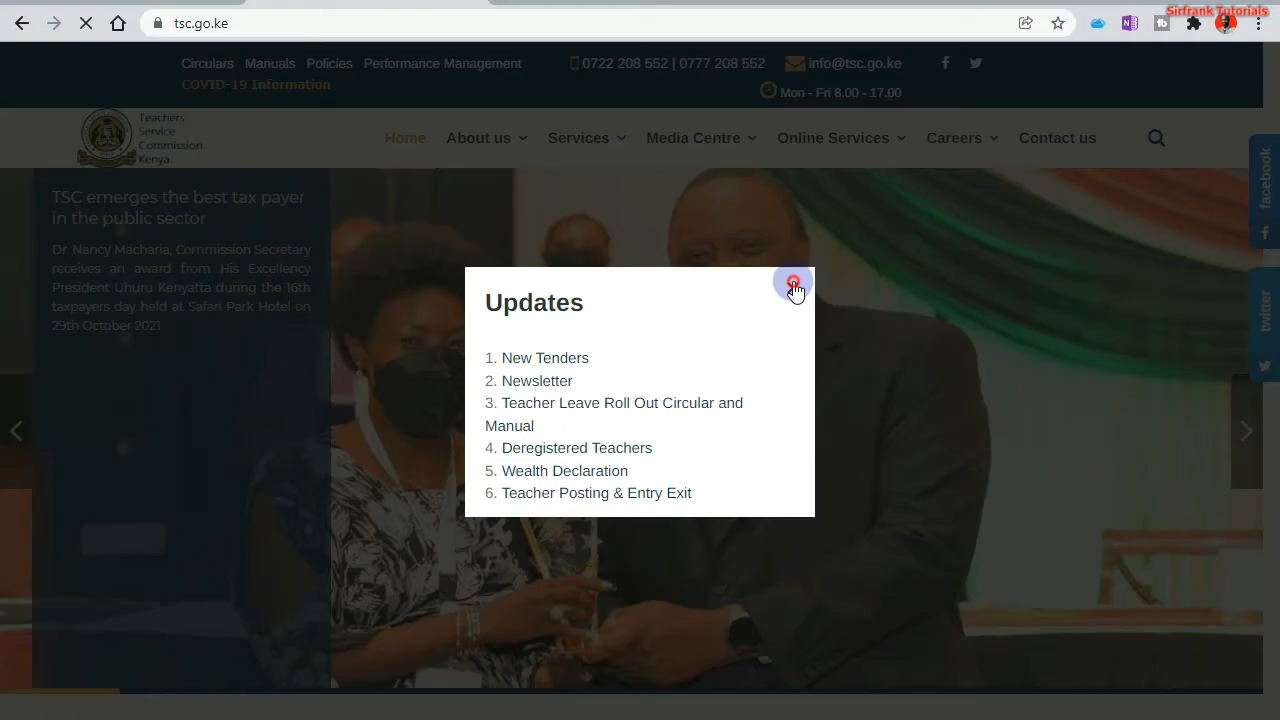 tsc.go.ke
Sirfrank Tutorials
Circulars Manuals Policies Performance Management
COVID-19 Information
0722 208 552 | 0777 208 552
info@tsc.go.ke
Mon - Fri 8.00 - 17.00
Teachers
Service
Commission
Kenya
Home About us Services Media Centre Online Services Careers Contact us
TSC emerges the best tax payer
in the public sector
Dr. Nancy Macharia, Commission Secretary
receives an award from His Excellency
President Uhuru Kenyatta during the 16th
taxpayers day held at Safari Park Hotel on
29th October 2021
Updates
1. New Tenders
2. Newsletter
3. Teacher Leave Roll Out Circular and
Manual
4. Deregistered Teachers
5. Wealth Declaration
6. Teacher Posting & Entry Exit
facebook
twitter